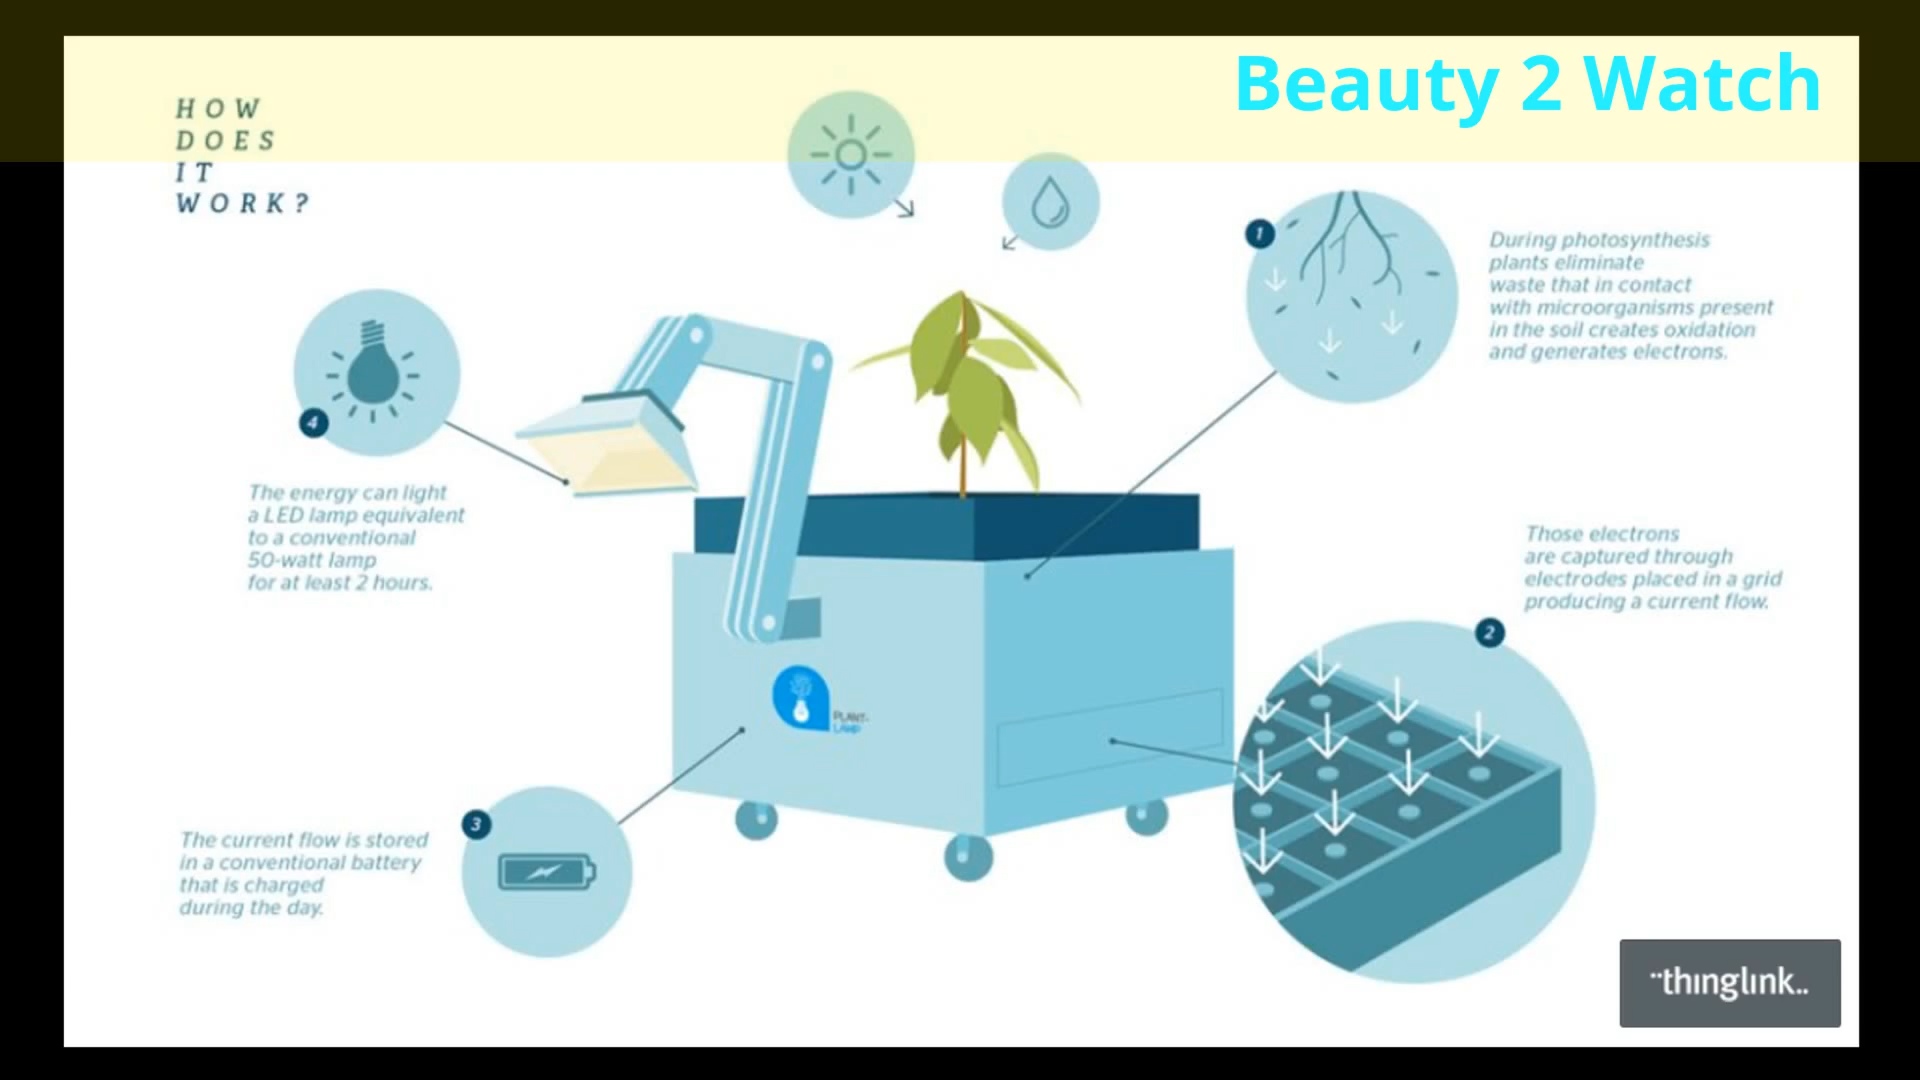 Beauty 2 Watch
HOW
DOES
IT
WORK?
1
During photosynthesis
plants eliminate
waste that in contact
with microorganisms present
in the soil creates oxidation
and generates electrons.
4
The energy can light
a LED lamp equivalent
to a conventional
50-watt lamp
for at least 2 hours.
Those electrons
are captured through
electrodes placed in a grid
producing a current flow.
2
PLANT-
LAMP
3
The current flow is stored
in a conventional battery
that is charged
during the day.
¨thınglınk..